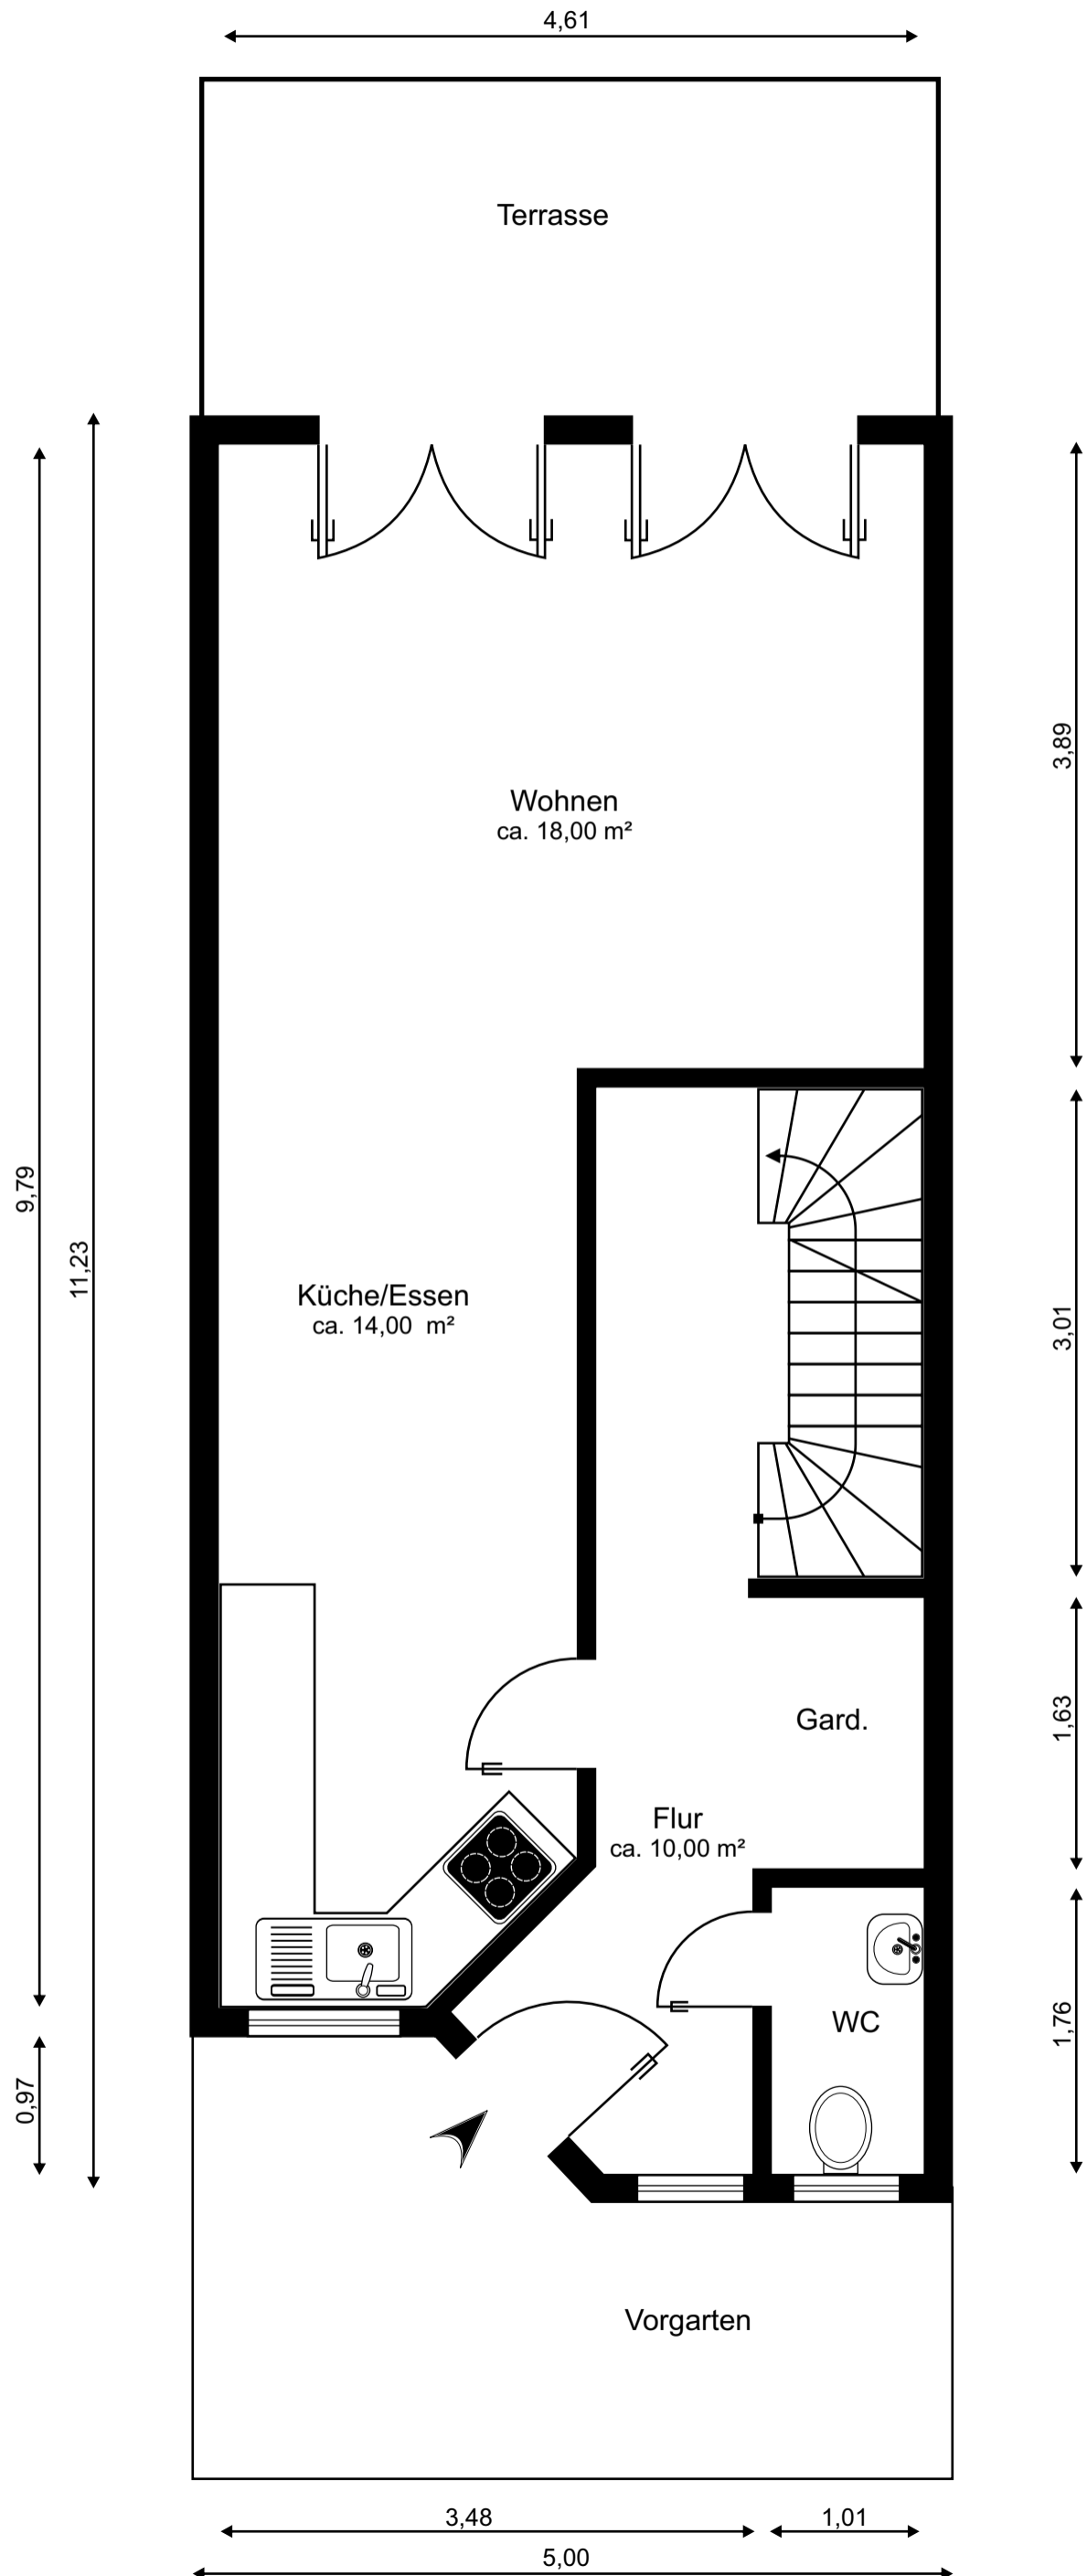 4,61
Terrasse
Wohnen
ca. 18,00 m²
3,89
9,79
11,23
Küche/Essen
ca. 14,00 m²
3,01
Gard.
1,63
Flur
ca. 10,00 m²
WC
1,76
0,97
Vorgarten
3,48
1,01
5,00